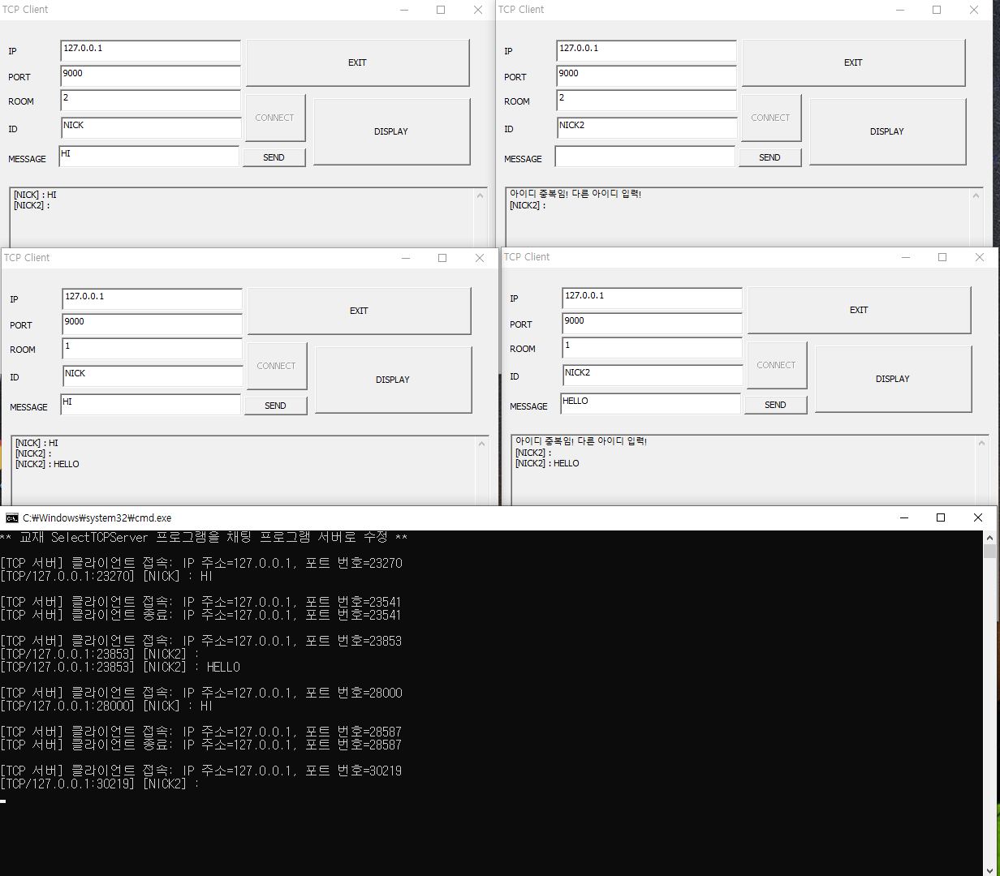 TCP Client
IP
127.0.0.1
EXIT
PORT
9000
ROOM
2
CONNECT
DISPLAY
ID
NICK
MESSAGE
HI
SEND
[NICK] : HI
[NICK2] :
TCP Client
IP
127.0.0.1
EXIT
PORT
9000
ROOM
2
CONNECT
DISPLAY
ID
NICK2
MESSAGE
SEND
아이디 중복임! 다른 아이디 입력!
[NICK2] :
TCP Client
IP
127.0.0.1
EXIT
PORT
9000
ROOM
1
CONNECT
DISPLAY
ID
NICK
MESSAGE
HI
SEND
[NICK] : HI
[NICK2] :
[NICK2] : HELLO
TCP Client
IP
127.0.0.1
EXIT
PORT
9000
ROOM
1
CONNECT
DISPLAY
ID
NICK2
MESSAGE
HELLO
SEND
아이디 중복임! 다른 아이디 입력!
[NICK2] :
[NICK2] : HELLO
C:₩Windows₩system32₩cmd.exe
** 교재 SelectTCPServer 프로그램을 채팅 프로그램 서버로 수정 **
[TCP 서버] 클라이언트 접속: IP 주소=127.0.0.1, 포트 번호=23270
[TCP/127.0.0.1:23270] [NICK] : HI
[TCP 서버] 클라이언트 접속: IP 주소=127.0.0.1, 포트 번호=23541
[TCP 서버] 클라이언트 종료: IP 주소=127.0.0.1, 포트 번호=23541
[TCP 서버] 클라이언트 접속: IP 주소=127.0.0.1, 포트 번호=23853
[TCP/127.0.0.1:23853] [NICK2] :
[TCP/127.0.0.1:23853] [NICK2] : HELLO
[TCP 서버] 클라이언트 접속: IP 주소=127.0.0.1, 포트 번호=28000
[TCP/127.0.0.1:28000] [NICK] : HI
[TCP 서버] 클라이언트 접속: IP 주소=127.0.0.1, 포트 번호=28587
[TCP 서버] 클라이언트 종료: IP 주소=127.0.0.1, 포트 번호=28587
[TCP 서버] 클라이언트 접속: IP 주소=127.0.0.1, 포트 번호=30219
[TCP/127.0.0.1:30219] [NICK2] :